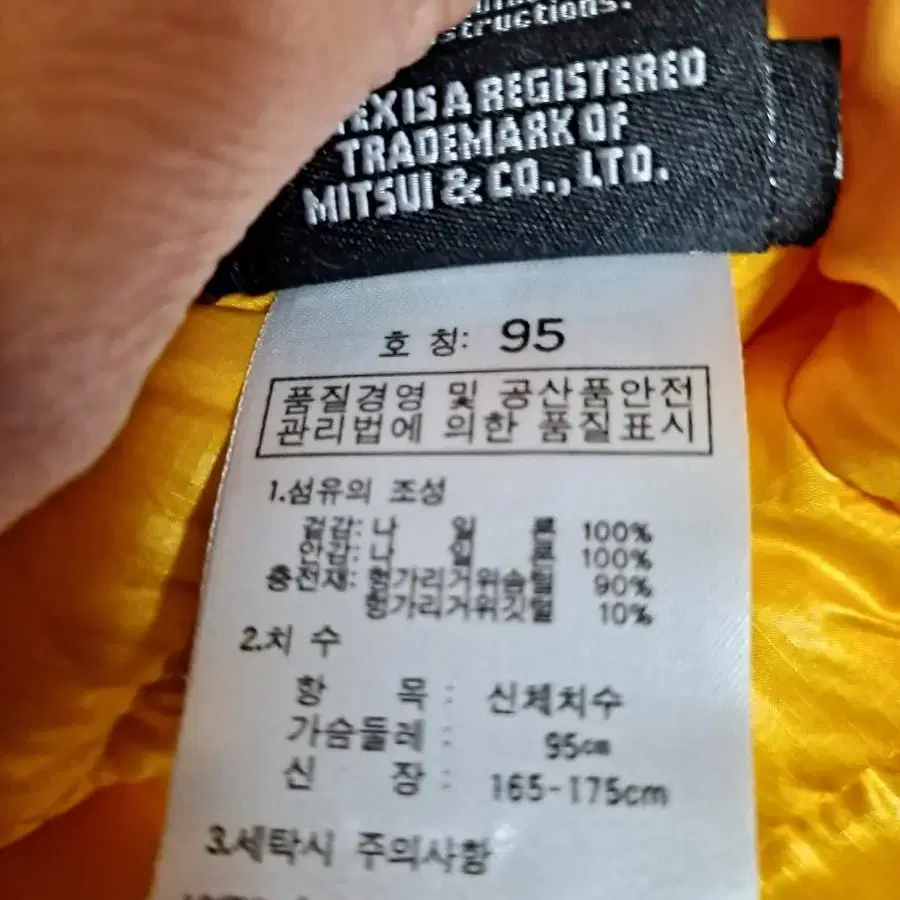 structions.
TEX IS A REGISTERED
TRADEMARK OF
MITSUI & CO., LTD.
호 칭: 95
품질경영 및 공산품안전
관리법에 의한 품질표시
1.섬유의 조성
겉감: 나 일 론 100%
안감: 나 일 론 100%
충전재: 헝가리거위솜털 90%
헝가리거위깃털 10%
2.치 수
항 목 : 신체치수
가슴둘레 : 95cm
신 장 : 165-175cm
3.세탁시 주의사항